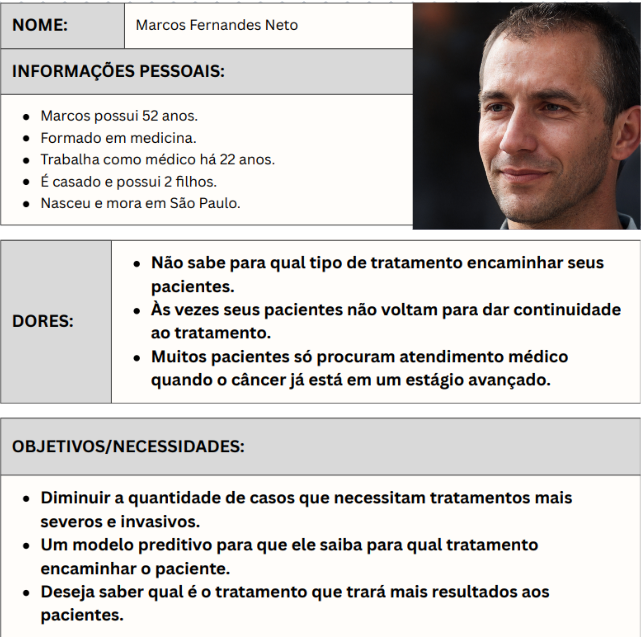 NOME:
Marcos Fernandes Neto
INFORMAÇÕES PESSOAIS:
Marcos possui 52 anos.
Formado em medicina.
Trabalha como médico há 22 anos.
É casado e possui 2 filhos.
Nasceu e mora em São Paulo.
DORES:
Não sabe para qual tipo de tratamento encaminhar seus
pacientes.
Às vezes seus pacientes não voltam para dar continuidade
ao tratamento.
Muitos pacientes só procuram atendimento médico
quando o câncer já está em um estágio avançado.
OBJETIVOS/NECESSIDADES:
Diminuir a quantidade de casos que necessitam tratamentos mais
severos e invasivos.
Um modelo preditivo para que ele saiba para qual tratamento
encaminhar o paciente.
Deseja saber qual é o tratamento que trará mais resultados aos
pacientes.